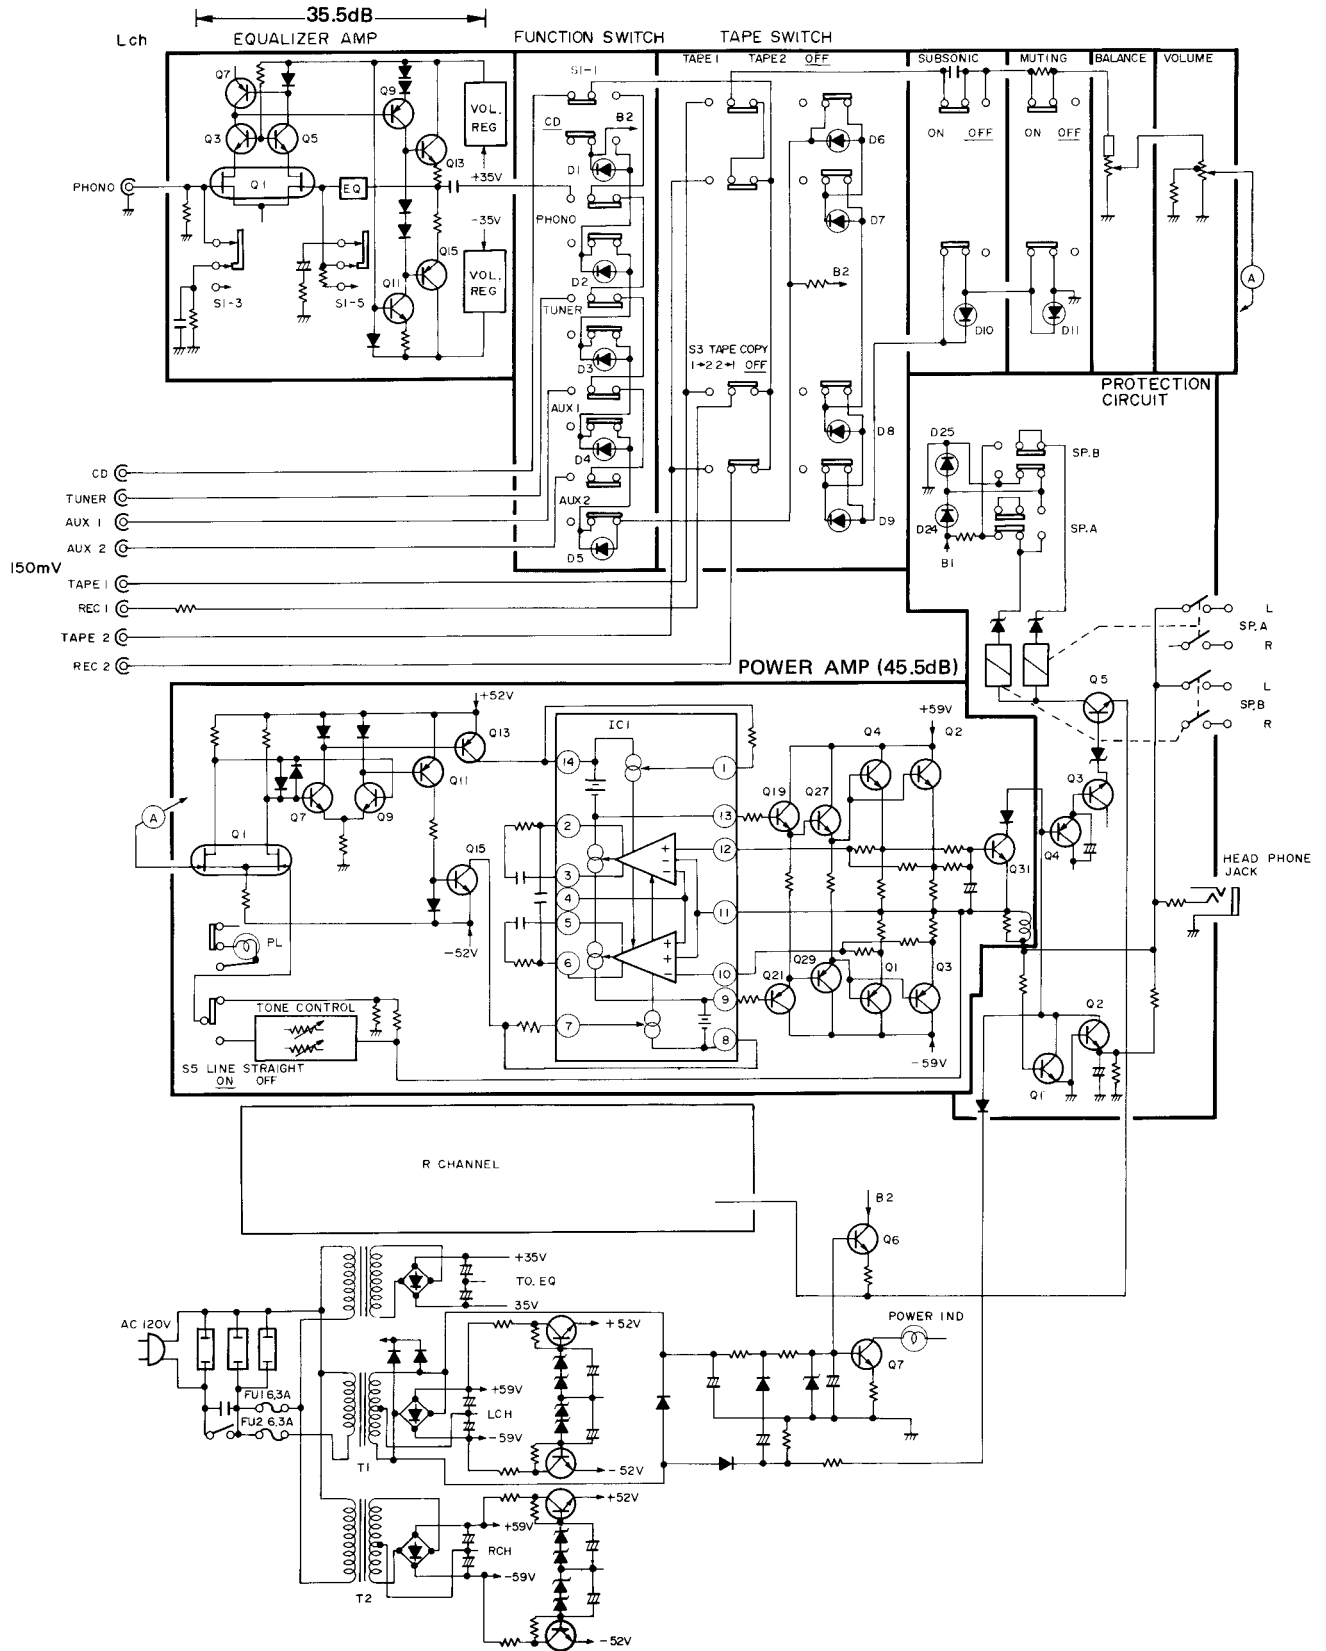 35.5dB
Lch
EQUALIZER AMP
FUNCTION SWITCH
TAPE SWITCH
S1-1
TAPE 1
TAPE 2
OFF
SUBSONIC
MUTING
BALANCE
VOLUME
Q7
Q9
Q3
Q5
Q13
VOL. REG
+35V
CD
B2
D1
D6
ON
OFF
ON
OFF
PHONO
Q1
EQ
PHONO
D7
-35V
Q15
VOL. REG
Q11
S1-3
S1-5
D2
TUNER
B2
A
D10
D11
D3
S3 TAPE COPY
1→2 2→1 OFF
AUX 1
PROTECTION CIRCUIT
D4
D8
D25
SP.B
CD
TUNER
AUX 1
AUX 2
AUX 2
D5
D9
D24
SP.A
B1
150mV
TAPE 1
REC 1
TAPE 2
REC 2
L
SP.A
R
L
SP.B
R
POWER AMP (45.5dB)
+52V
Q13
IC1
+59V
Q4
Q2
Q5
14
1
Q11
Q7
Q9
Q19
Q27
13
Q3
A
Q1
2
12
Q4
Q31
HEAD PHONE JACK
Q15
3
4
11
5
-52V
PL
6
10
Q21
Q29
Q1
Q3
9
7
8
TONE CONTROL
-59V
Q2
Q1
S5 LINE STRAIGHT
ON OFF
R CHANNEL
B2
Q6
+35V
TO. EQ
35V
AC 120V
POWER IND
Q7
+52V
+59V
LCH
-59V
FU1 6.3A
FU2 6.3A
T1
-52V
+52V
+59V
RCH
-59V
T2
-52V